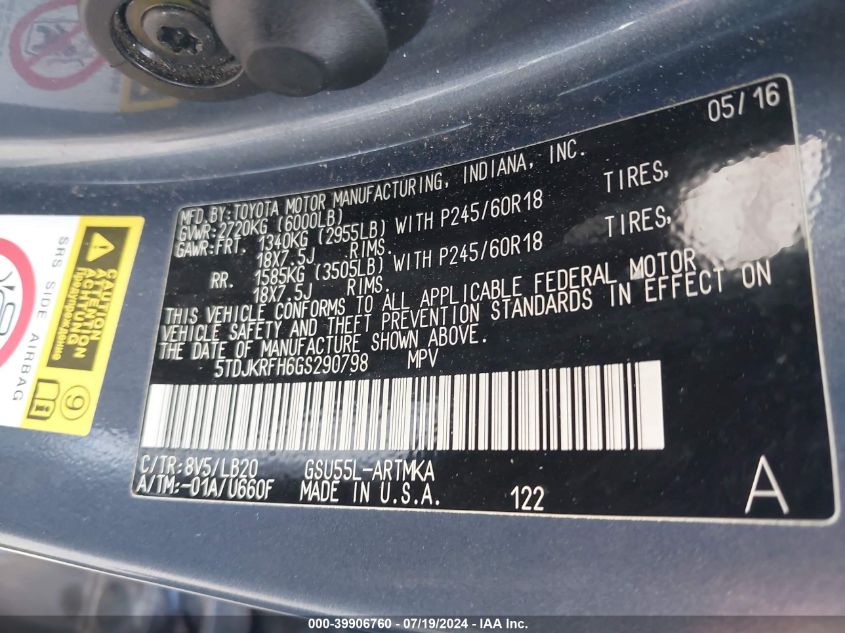 05/16
MFD.BY:TOYOTA MOTOR MANUFACTURING, INDIANA, INC.
GVWR:2720KG (6000LB)
GAWR:FRT. 1340KG (2955LB) WITH P245/60R18 TIRES,
18X7.5J RIMS.
RR. 1585KG (3505LB) WITH P245/60R18 TIRES,
18X7.5J RIMS.
THIS VEHICLE CONFORMS TO ALL APPLICABLE FEDERAL MOTOR
VEHICLE SAFETY AND THEFT PREVENTION STANDARDS IN EFFECT ON
THE DATE OF MANUFACTURE SHOWN ABOVE.
5TDJKRFH6GS290798 MPV
C/TR:8V5/LB20 GSU55L-ARTMKA
A/TM:-01A/U660F MADE IN U.S.A. 122 A
SRS SIDE AIRBAG
CAUTION
ATTENTION
ACHTUNG
9
000-39906760 - 07/19/2024 - IAA Inc.